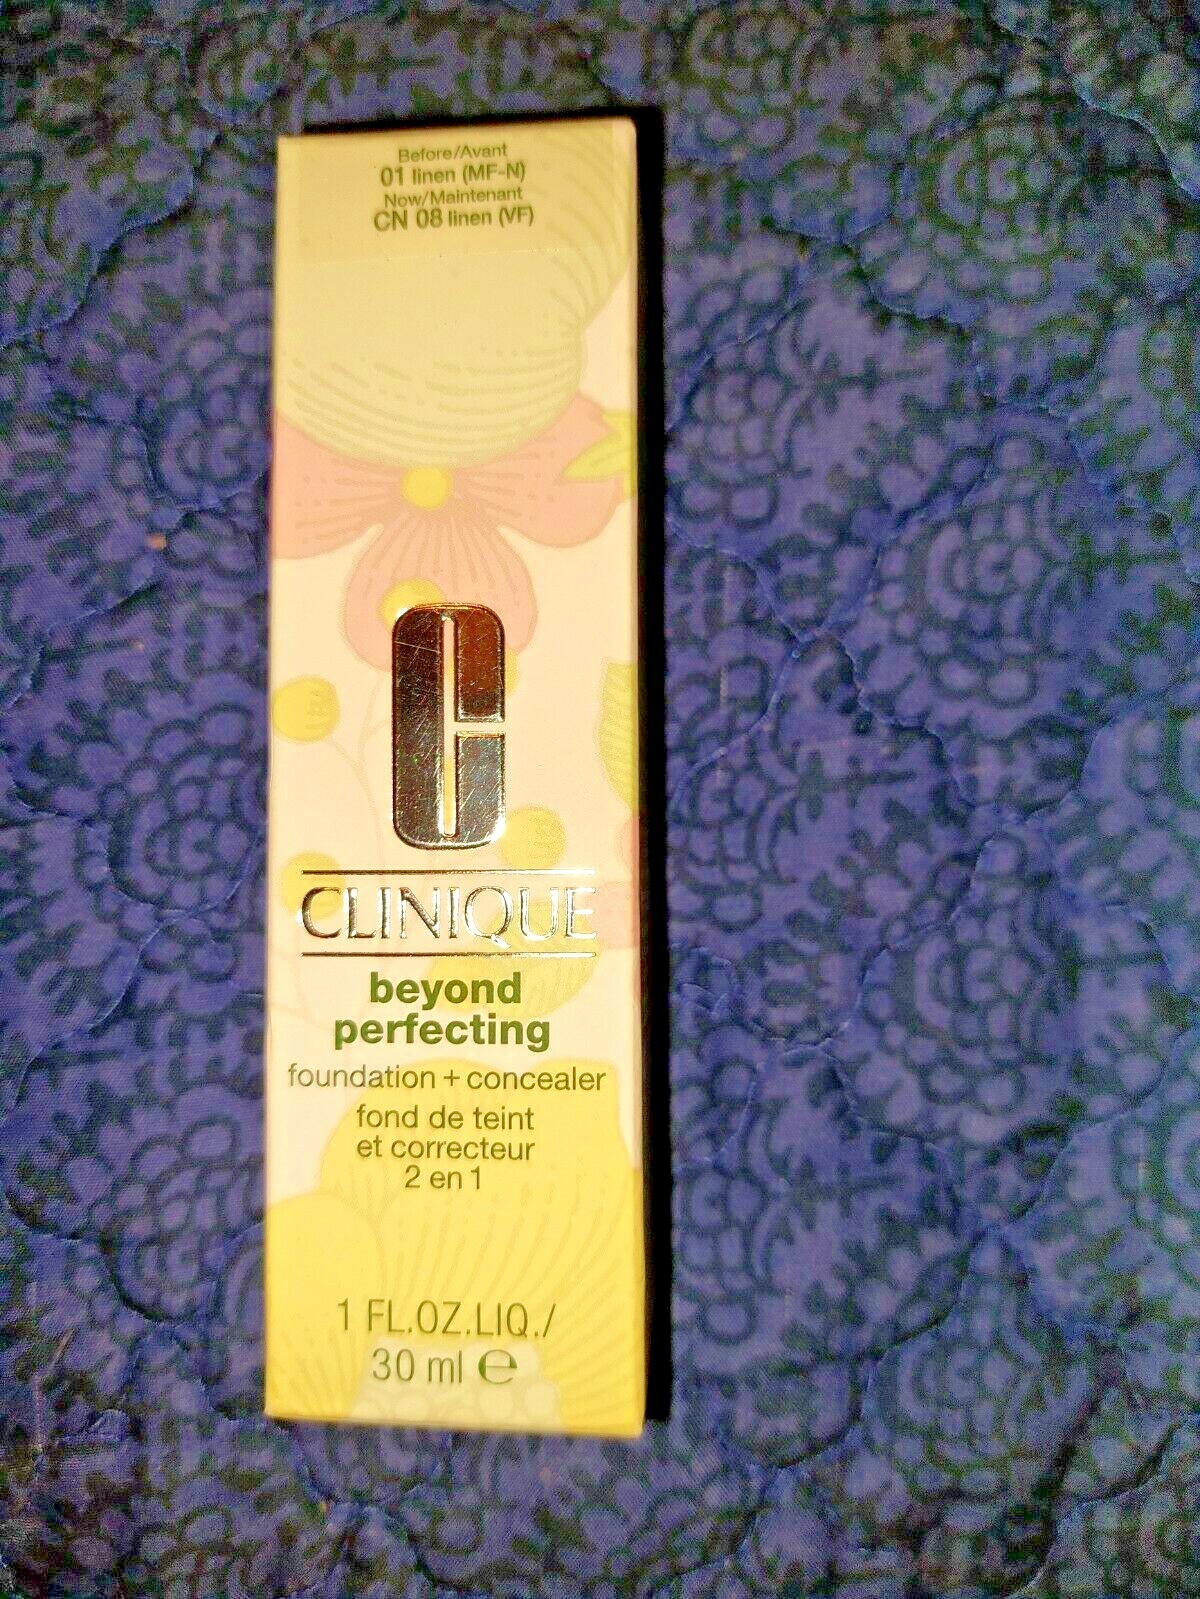 Before/Avant
01 linen (MF-N)
Now/Maintenant
CN 08 linen (VF)
CLINIQUE
beyond
perfecting
foundation + concealer
fond de teint
et correcteur
2 en 1
1 FL.OZ.LIQ./
30 ml ℮